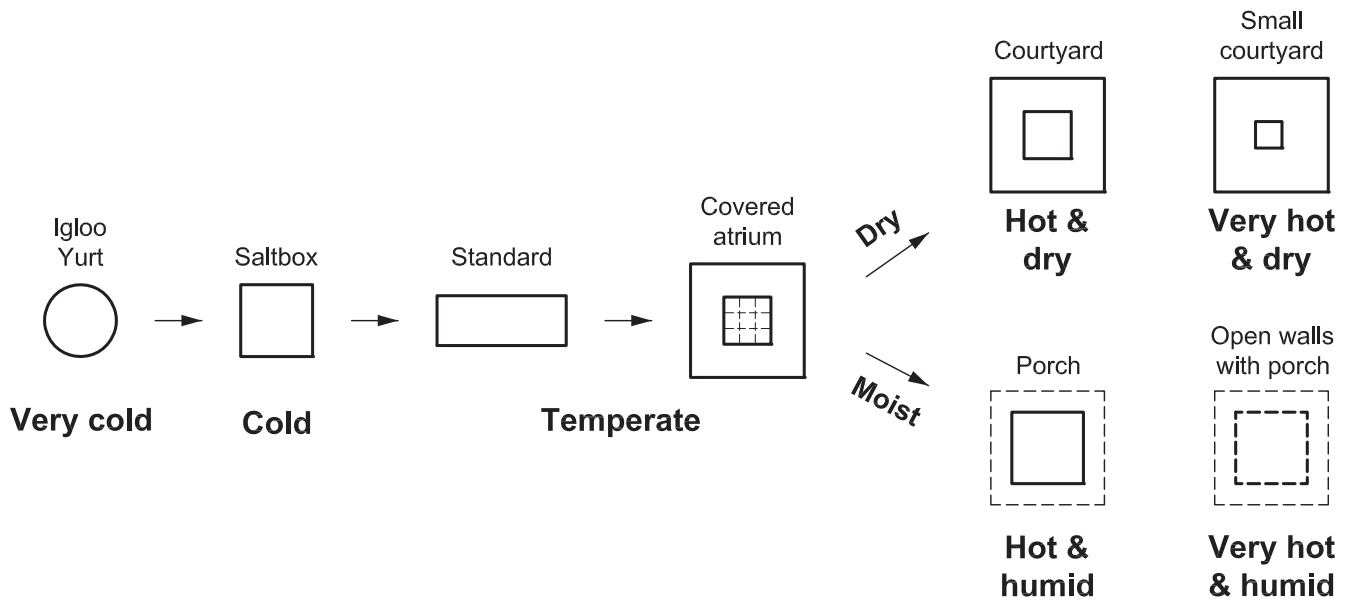 Igloo
Yurt
Very cold
Saltbox
Cold
Standard
Temperate
Covered
atrium
Dry
Moist
Courtyard
Hot &
dry
Small
courtyard
Very hot
& dry
Porch
Hot &
humid
Open walls
with porch
Very hot
& humid